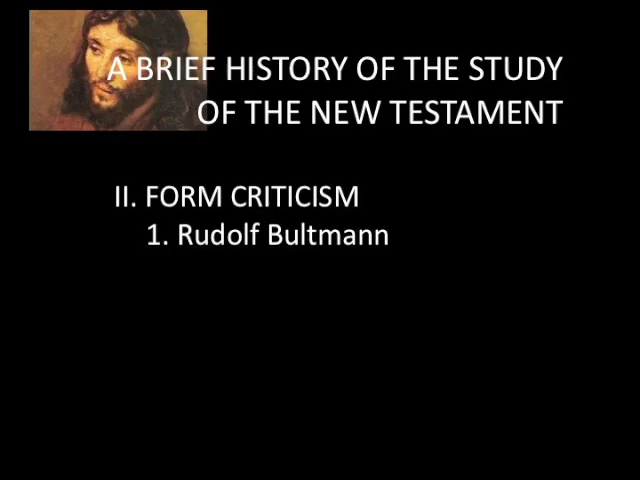 A BRIEF HISTORY OF THE STUDY
OF THE NEW TESTAMENT
II. FORM CRITICISM
1. Rudolf Bultmann